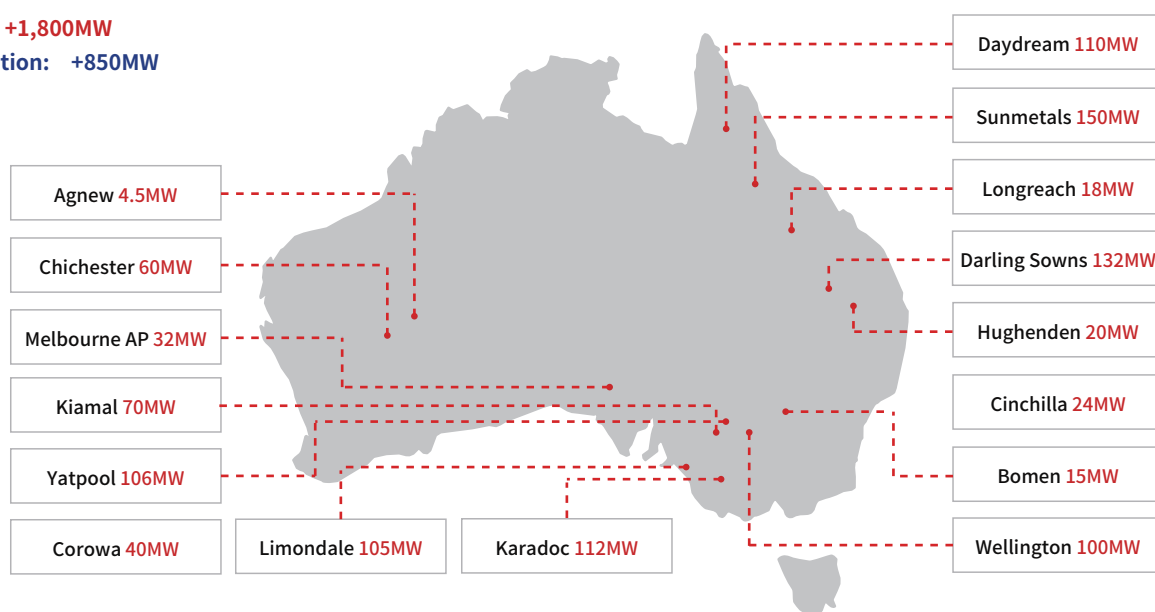 +1,800MW
tion: +850MW
Daydream 110MW
Sunmetals 150MW
Longreach 18MW
Darling Sowns 132MW
Hughenden 20MW
Cinchilla 24MW
Bomen 15MW
Wellington 100MW
Agnew 4.5MW
Chichester 60MW
Melbourne AP 32MW
Kiamal 70MW
Yatpool 106MW
Corowa 40MW
Limondale 105MW
Karadoc 112MW